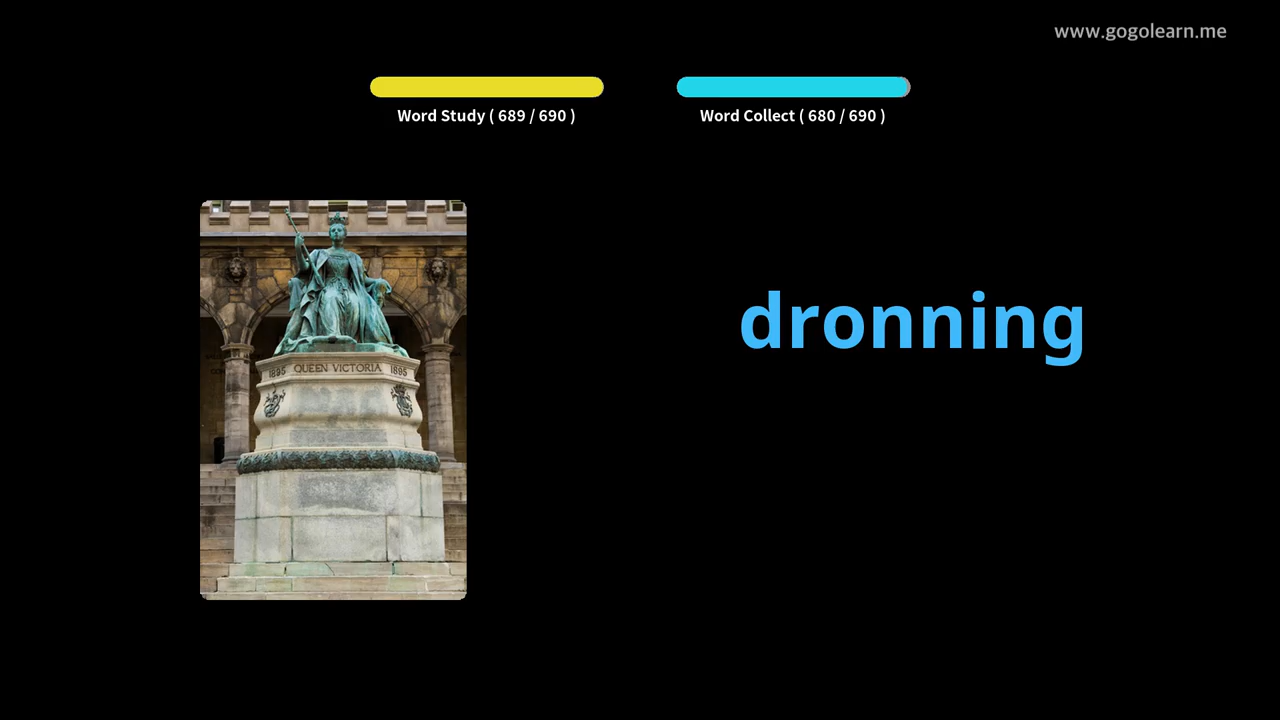 www.gogolearn.me
Word Study ( 689 / 690 )
Word Collect ( 680 / 690 )
dronning
1895 QUEEN VICTORIA 1895